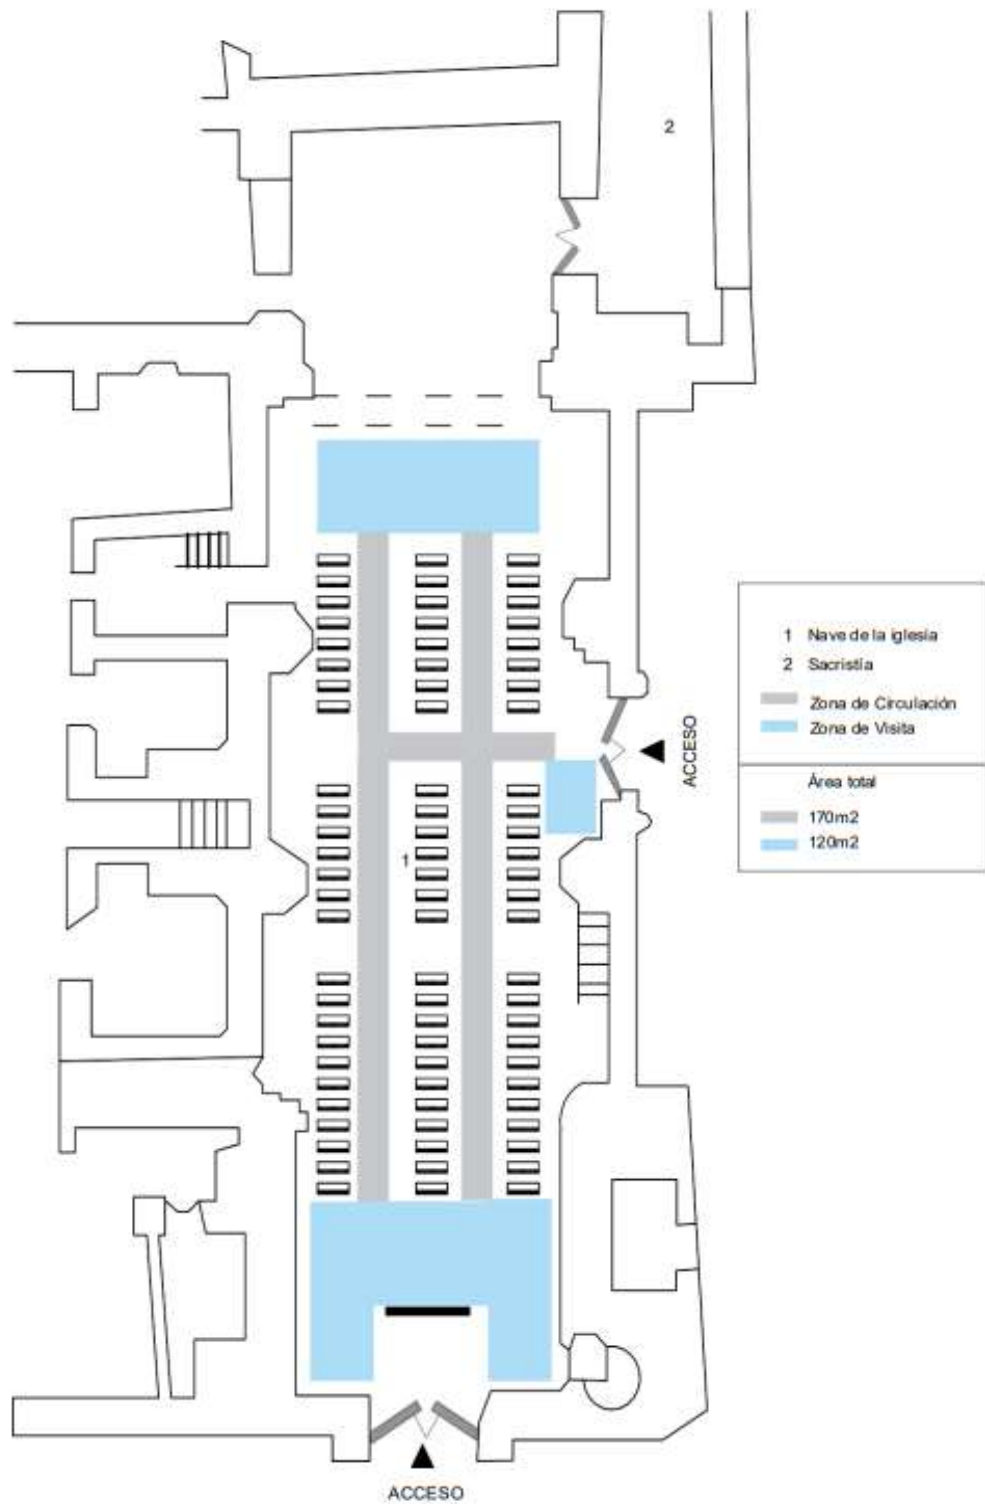 2
1 Nave de la iglesia
2 Sacristía
Zona de Circulación
Zona de Visita
ACCESO
Área total
170m2
120m2
1
ACCESO